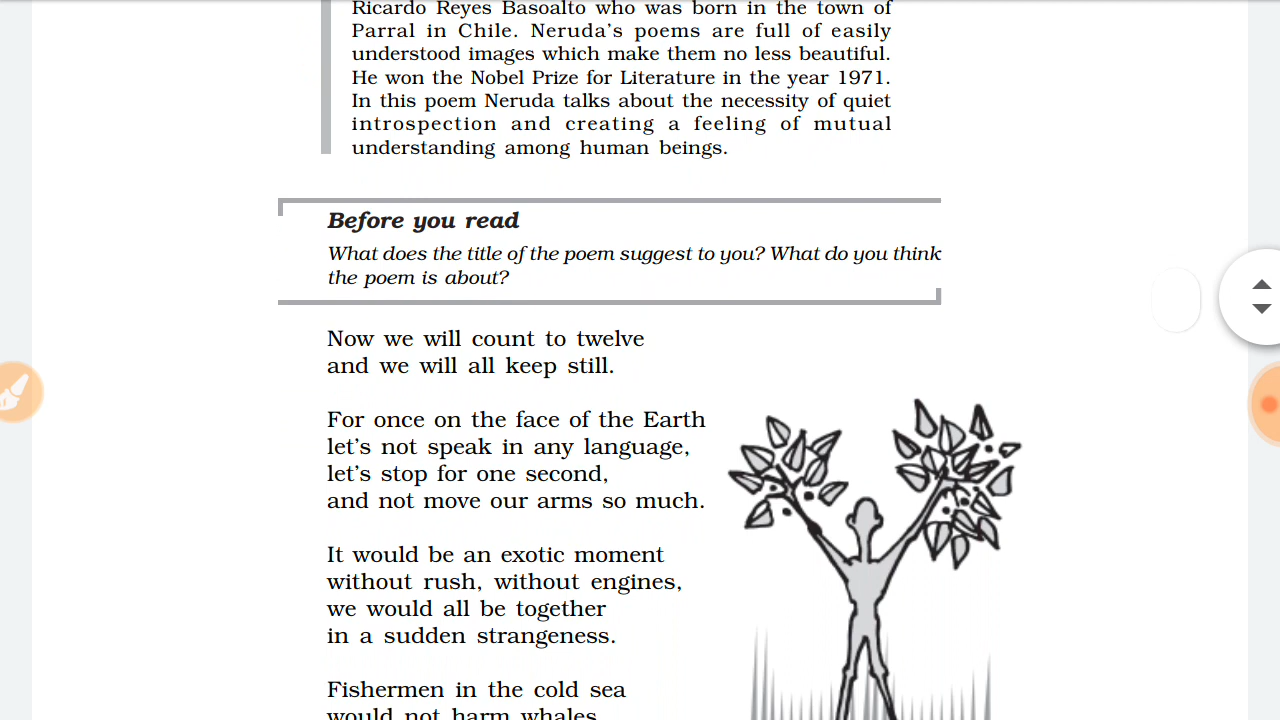 Ricardo Reyes Basoalto who was born in the town of
Parral in Chile. Neruda's poems are full of easily
understood images which make them no less beautiful.
He won the Nobel Prize for Literature in the year 1971.
In this poem Neruda talks about the necessity of quiet
introspection and creating a feeling of mutual
understanding among human beings.
Before you read
What does the title of the poem suggest to you? What do you think
the poem is about?
Now we will count to twelve
and we will all keep still.
For once on the face of the Earth
let's not speak in any language,
let's stop for one second,
and not move our arms so much.
It would be an exotic moment
without rush, without engines,
we would all be together
in a sudden strangeness.
Fishermen in the cold sea
would not harm whales